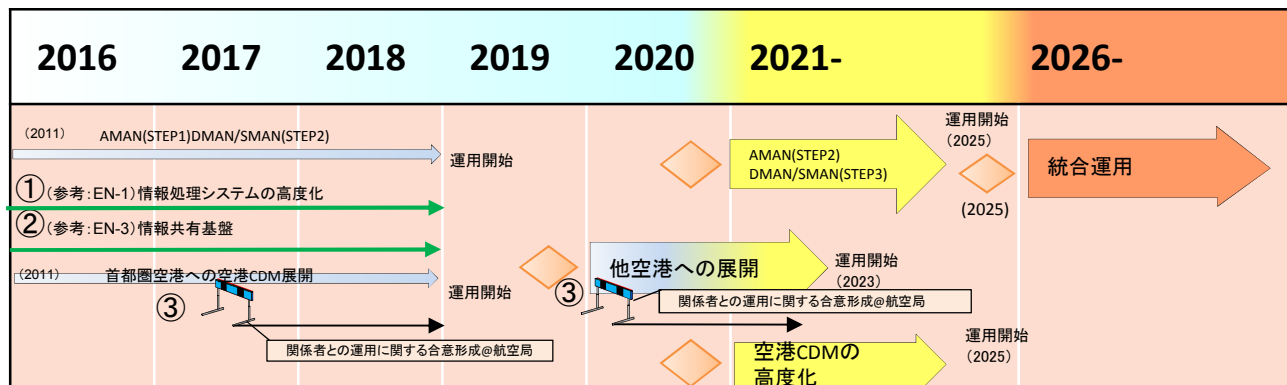 2016 2017 2018 2019 2020 2021- 2026-
（2011） AMAN(STEP1)DMAN/SMAN(STEP2)
運用開始
AMAN(STEP2)
DMAN/SMAN(STEP3)
運用開始
（2025）
(2025)
統合運用
①(参考：EN-1)情報処理システムの高度化
②(参考：EN-3)情報共有基盤
（2011） 首都圏空港への空港CDM展開
運用開始
③
関係者との運用に関する合意形成@航空局
他空港への展開
運用開始
（2023）
③
関係者との運用に関する合意形成@航空局
空港CDMの
高度化
運用開始
（2025）